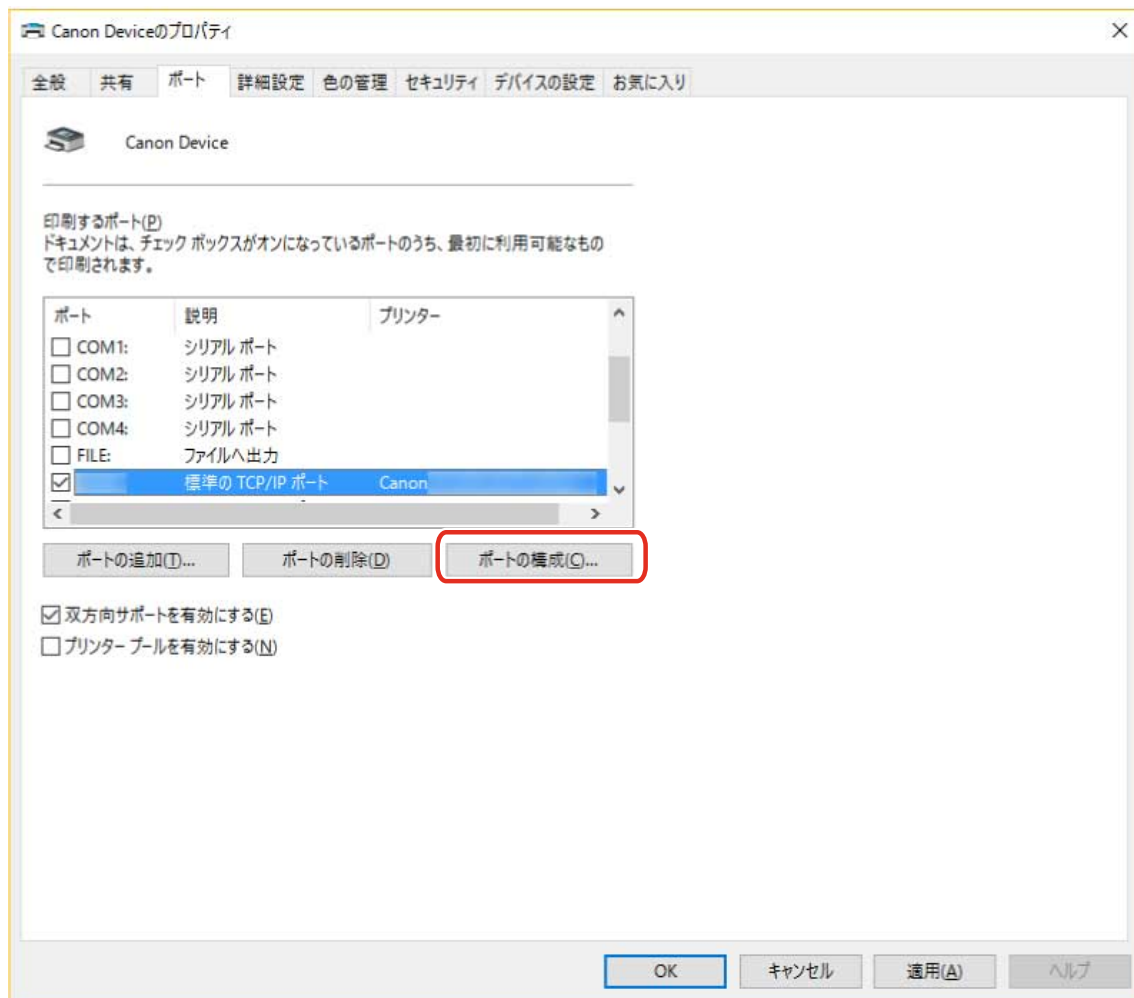 Canon Deviceのプロパティ
全般 共有 ポート 詳細設定 色の管理 セキュリティ デバイスの設定 お気に入り
Canon Device
印刷するポート(P)
ドキュメントは、チェック ボックスがオンになっているポートのうち、最初に利用可能なもの
で印刷されます。
ポート 説明 プリンター
COM1: シリアル ポート
COM2: シリアル ポート
COM3: シリアル ポート
COM4: シリアル ポート
FILE: ファイルへ出力
標準の TCP/IP ポート Canon
ポートの追加(T)... ポートの削除(D) ポートの構成(C)...
双方向サポートを有効にする(E)
プリンター プールを有効にする(N)
OK キャンセル 適用(A) ヘルプ